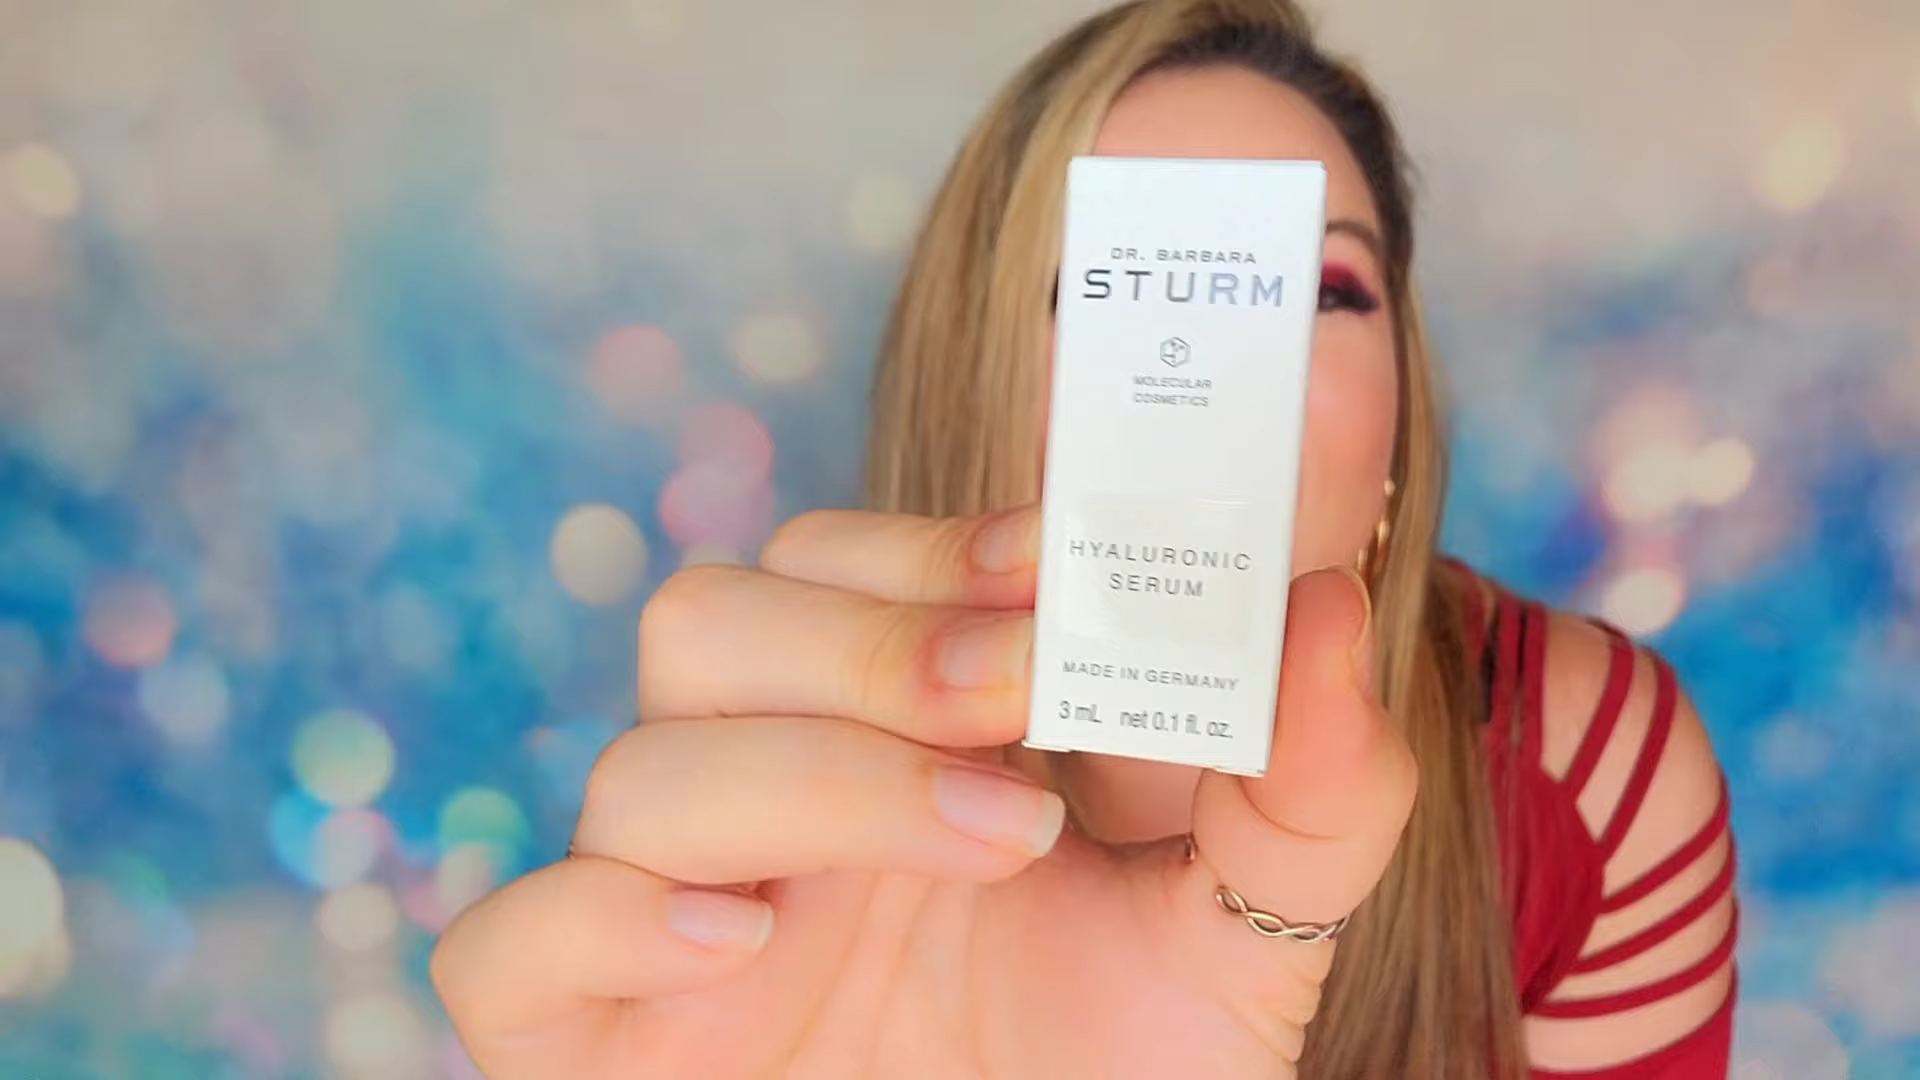 DR. BARBARA
STURM
MOLECULAR
COSMETICS
HYALURONIC
SERUM
MADE IN GERMANY
3 mL net 0.1 fl. oz.